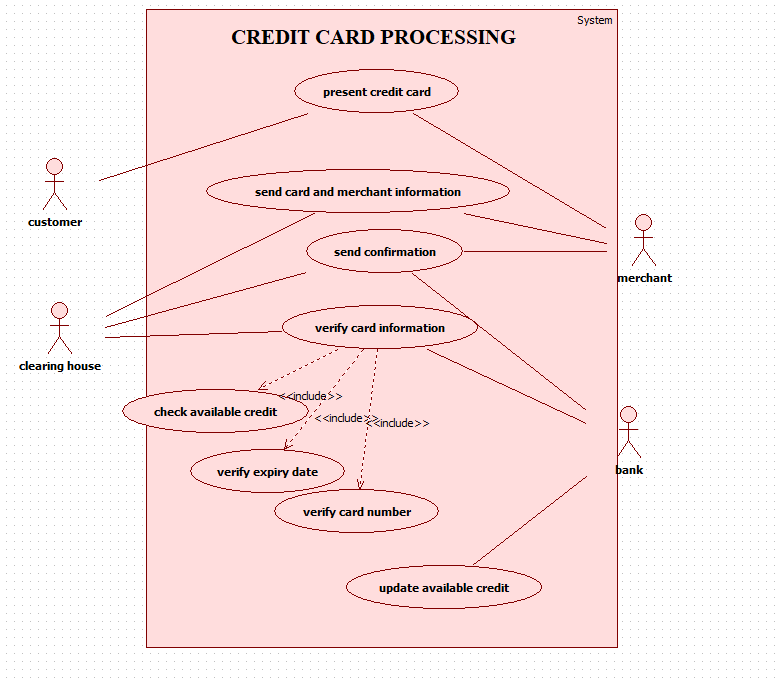 System
CREDIT CARD PROCESSING
present credit card
send card and merchant information
customer
send confirmation
merchant
verify card information
clearing house
<<include>>
check available credit
<<include>>
<<include>>
verify expiry date
bank
verify card number
update available credit